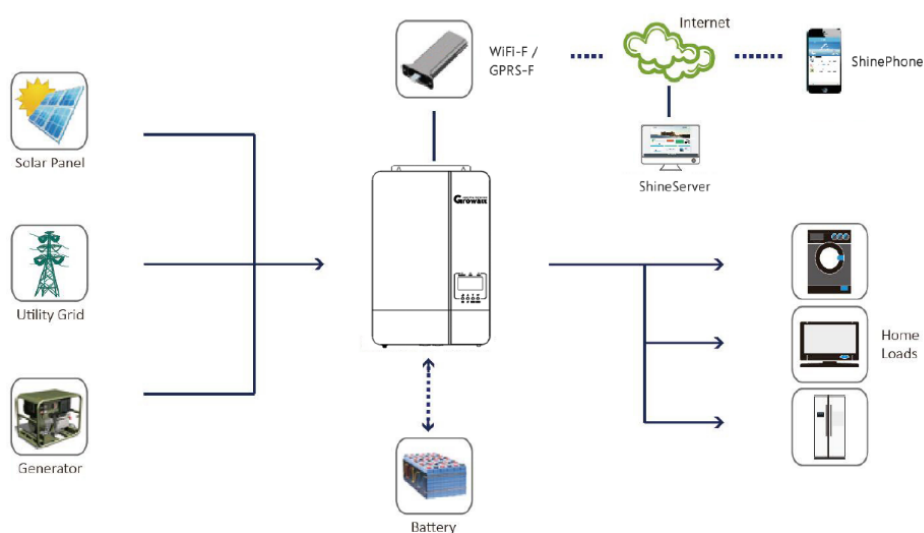 Internet
WiFi-F /
GPRS-F
ShinePhone
Solar Panel
ShineServer
Growatt
Utility Grid
Home
Loads
Generator
Battery